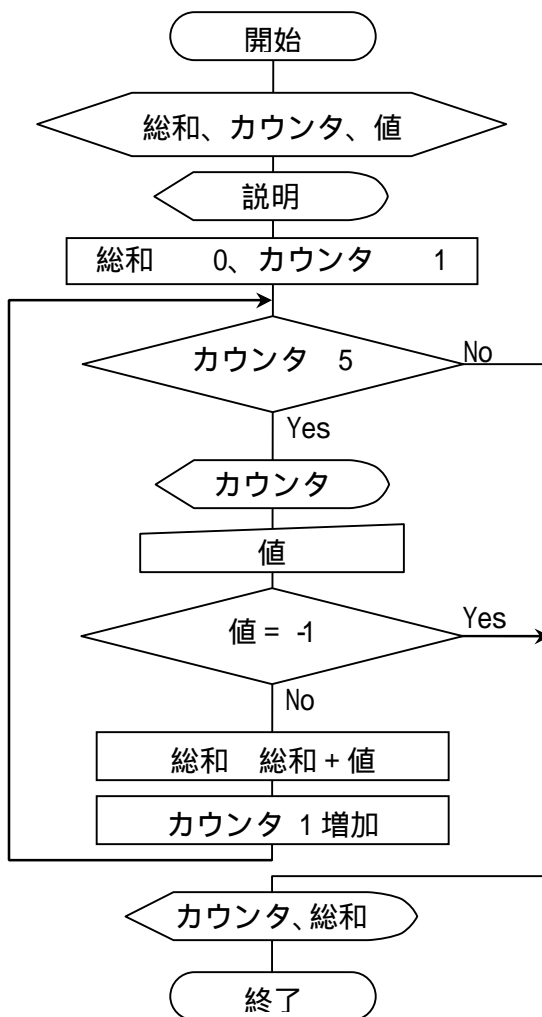 開始
総和、カウンタ、値
説明
総和 0、カウンタ 1
カウンタ 5
No
Yes
カウンタ
値
値 = -1
Yes
No
総和 総和 + 値
カウンタ 1 増加
カウンタ、総和
終了